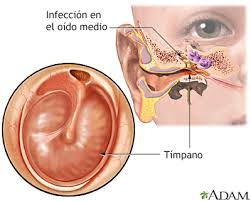 Infección en
el oído medio
Tímpano
ADAM.